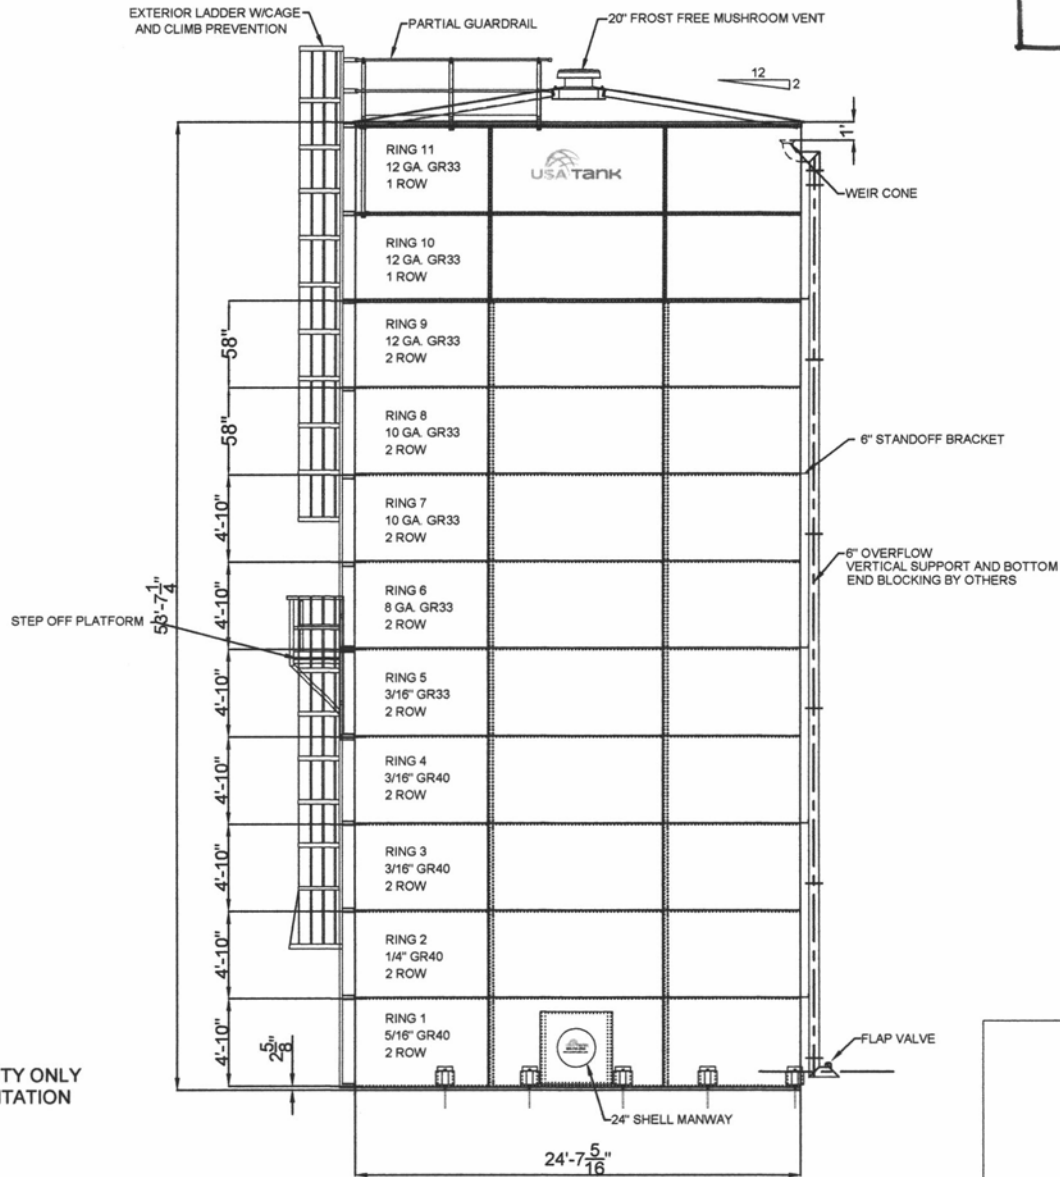 EXTERIOR LADDER W/CAGE
AND CLIMB PREVENTION
PARTIAL GUARDRAIL
20" FROST FREE MUSHROOM VENT
12
2
1'
RING 11
12 GA. GR33
1 ROW
USA TANK
WEIR CONE
RING 10
12 GA. GR33
1 ROW
58"
RING 9
12 GA. GR33
2 ROW
58"
RING 8
10 GA. GR33
2 ROW
6" STANDOFF BRACKET
4'-10"
RING 7
10 GA. GR33
2 ROW
6" OVERFLOW
VERTICAL SUPPORT AND BOTTOM
END BLOCKING BY OTHERS
53'-7 1/4"
4'-10"
RING 6
8 GA. GR33
2 ROW
STEP OFF PLATFORM
4'-10"
RING 5
3/16" GR33
2 ROW
4'-10"
RING 4
3/16" GR40
2 ROW
4'-10"
RING 3
3/16" GR40
2 ROW
4'-10"
RING 2
1/4" GR40
2 ROW
4'-10"
2 5/8"
RING 1
5/16" GR40
2 ROW
FLAP VALVE
TY ONLY
TATION
24" SHELL MANWAY
24'-7 5/16"